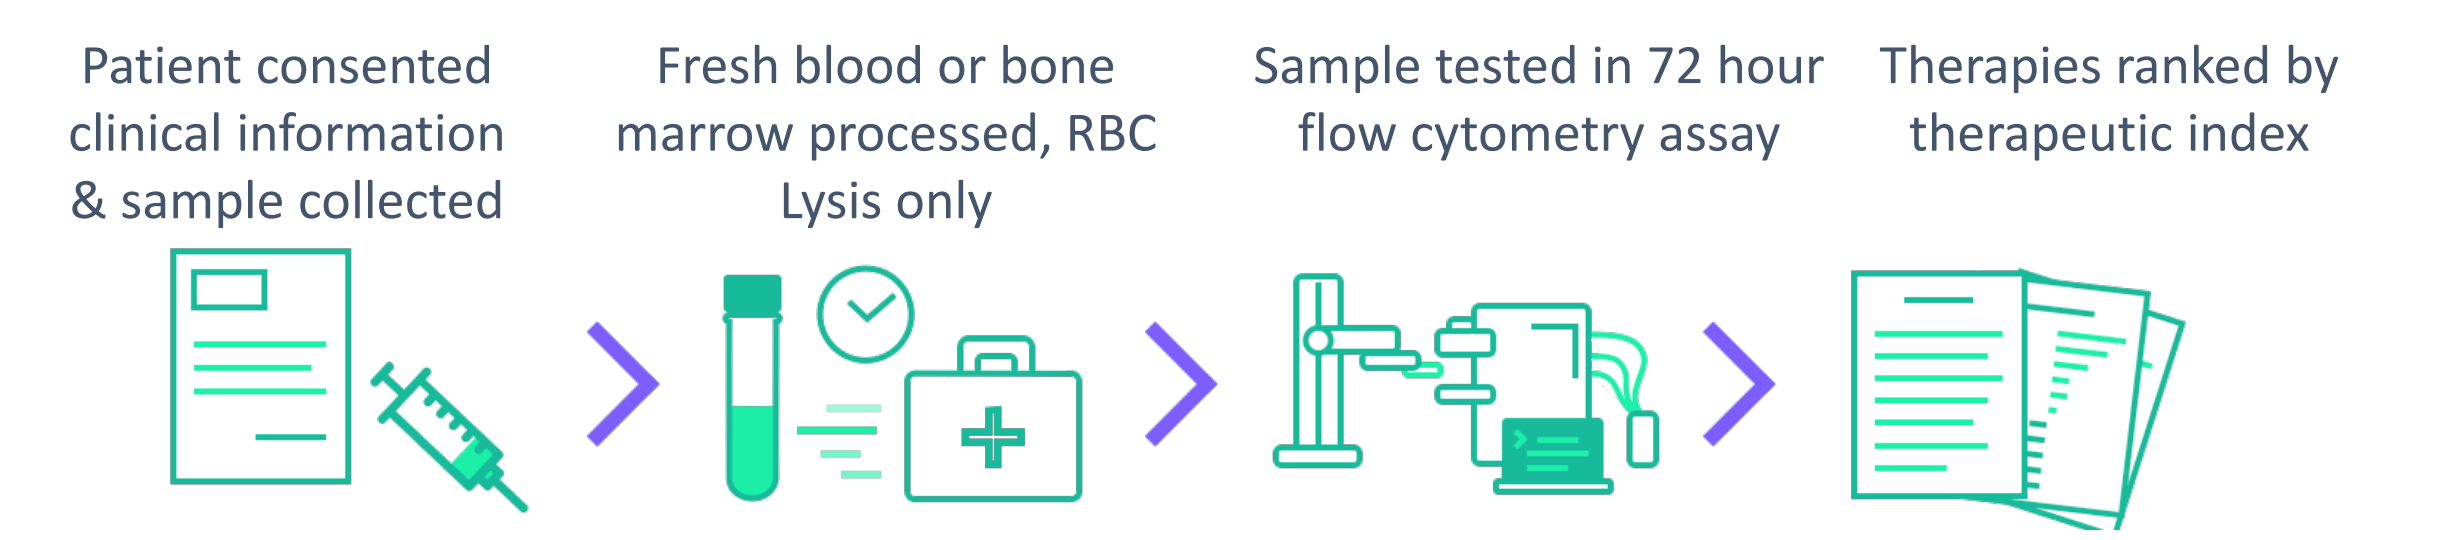 Patient consented
clinical information
& sample collected
Fresh blood or bone
marrow processed, RBC
Lysis only
Sample tested in 72 hour
flow cytometry assay
Therapies ranked by
therapeutic index